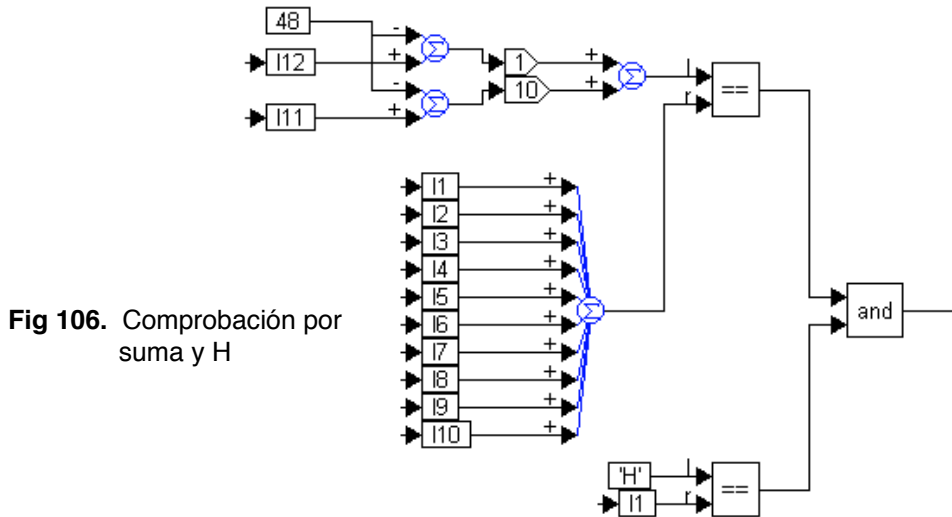 48
-
I12
+
Σ
1
+
-
10
+
Σ
l
==
I11
+
Σ
r
I1
+
I2
+
I3
+
I4
+
I5
+
Σ
I6
+
I7
+
I8
+
I9
+
I10
+
and
Fig 106. Comprobación por
suma y H
'H'
l
I1
r
==